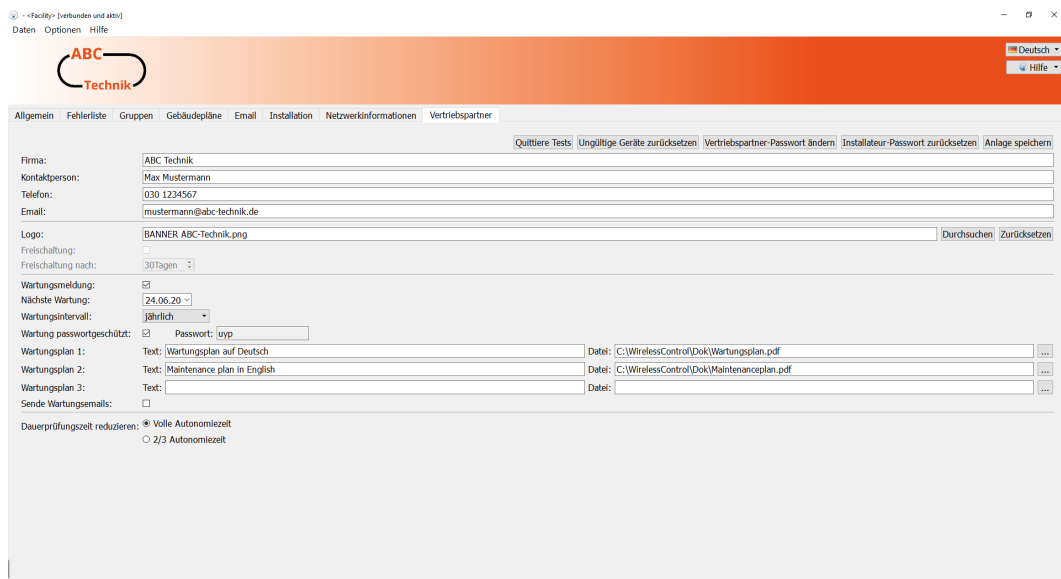 - <Facility> [verbunden und aktiv]
Daten Optionen Hilfe
ABC
Technik
Deutsch
Hilfe
Allgemein Fehlerliste Gruppen Gebäudepläne Email Installation Netzwerkinformationen Vertriebspartner
Quittiere Tests Ungültige Geräte zurücksetzen Vertriebspartner-Passwort ändern Installateur-Passwort zurücksetzen Anlage speichern
Firma: ABC Technik
Kontaktperson: Max Mustermann
Telefon: 030 1234567
Email: mustermann@abc-technik.de
Logo: BANNER ABC-Technik.png Durchsuchen Zurücksetzen
Freischaltung:
Freischaltung nach: 30Tagen
Wartungsmeldung:
Nächste Wartung: 24.06.20
Wartungsintervall: jährlich
Wartung passwortgeschützt: Passwort: uyp
Wartungsplan 1: Text: Wartungsplan auf Deutsch Datei: C:\WirelessControl\Dok\Wartungsplan.pdf ...
Wartungsplan 2: Text: Maintenance plan in English Datei: C:\WirelessControl\Dok\Maintenanceplan.pdf ...
Wartungsplan 3: Text: Datei: ...
Sende Wartungsemails:
Dauerprüfungszeit reduzieren: Volle Autonomiezeit
2/3 Autonomiezeit